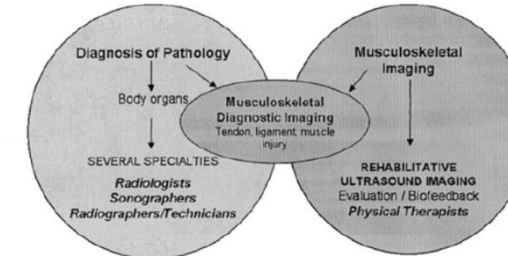 Diagnosis of Pathology
Body organs
SEVERAL SPECIALTIES
Radiologists
Sonographers
Radiographers/Technicians
Musculoskeletal
Diagnostic Imaging
Tendon, ligament, muscle
injury
Musculoskeletal
Imaging
REHABILITATIVE
ULTRASOUND IMAGING
Evaluation / Biofeedback
Physical Therapists